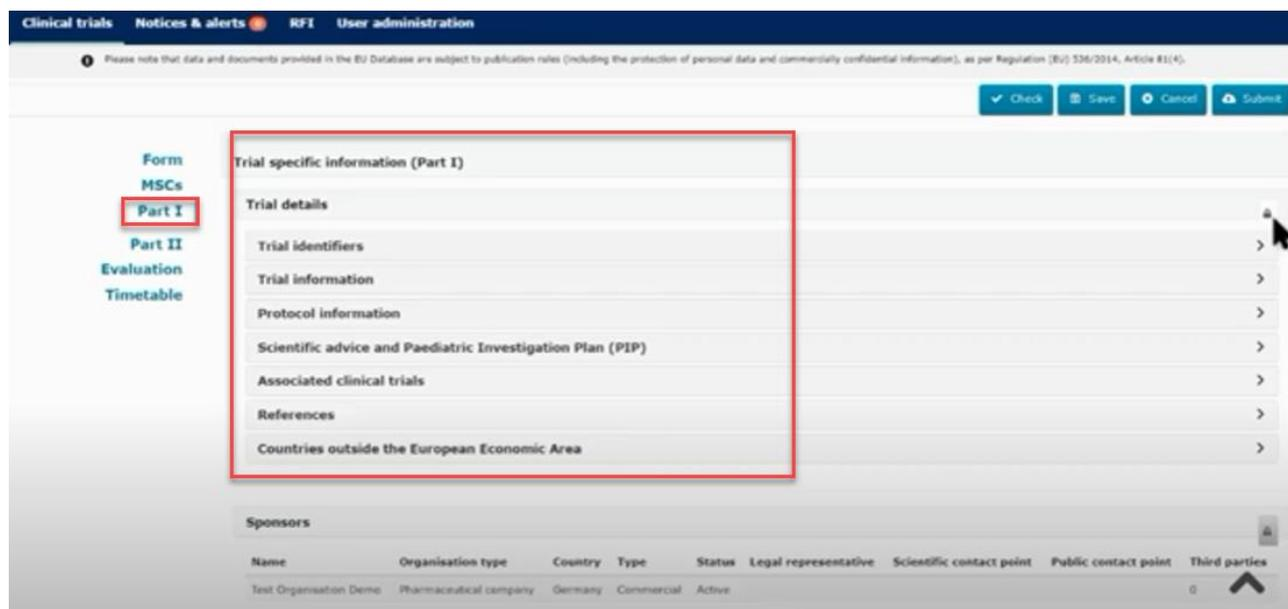 Clinical trials Notices & alerts RFI User administration
Please note that data and documents provided in the EU Database are subject to publication rules (including the protection of personal data and commercially confidential information), as per Regulation (EU) 536/2014, Article 81(4).
Check Save Cancel Submit
Form
MSCs
Part I
Part II
Evaluation
Timetable
Trial specific information (Part I)
Trial details
Trial identifiers
Trial information
Protocol information
Scientific advice and Paediatric Investigation Plan (PIP)
Associated clinical trials
References
Countries outside the European Economic Area
Sponsors
Name Organisation type Country Type Status Legal representative Scientific contact point Public contact point Third parties
Test Organisation Demo Pharmaceutical company Germany Commercial Active 0